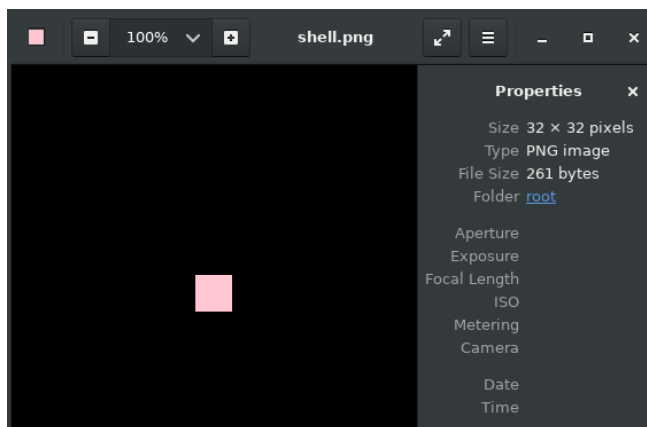 100%
shell.png
Properties
Size 32 × 32 pixels
Type PNG image
File Size 261 bytes
Folder root
Aperture
Exposure
Focal Length
ISO
Metering
Camera
Date
Time